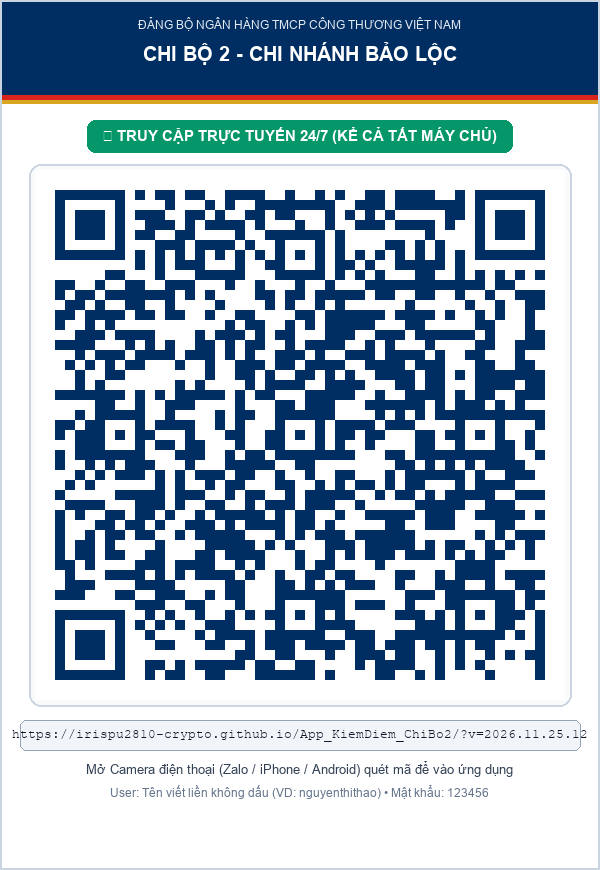 ĐẢNG BỘ NGÂN HÀNG TMCP CÔNG THƯƠNG VIỆT NAM
CHI BỘ 2 - CHI NHÁNH BẢO LỘC
TRUY CẬP TRỰC TUYẾN 24/7 (KỂ CẢ TẮT MÁY CHỦ)
https://irispu2810-crypto.github.io/App_KiemDiem_ChiBo2/?v=2026.11.25.12
Mở Camera điện thoại (Zalo / iPhone / Android) quét mã để vào ứng dụng
User: Tên viết liền không dấu (VD: nguyenthithao) • Mật khẩu: 123456